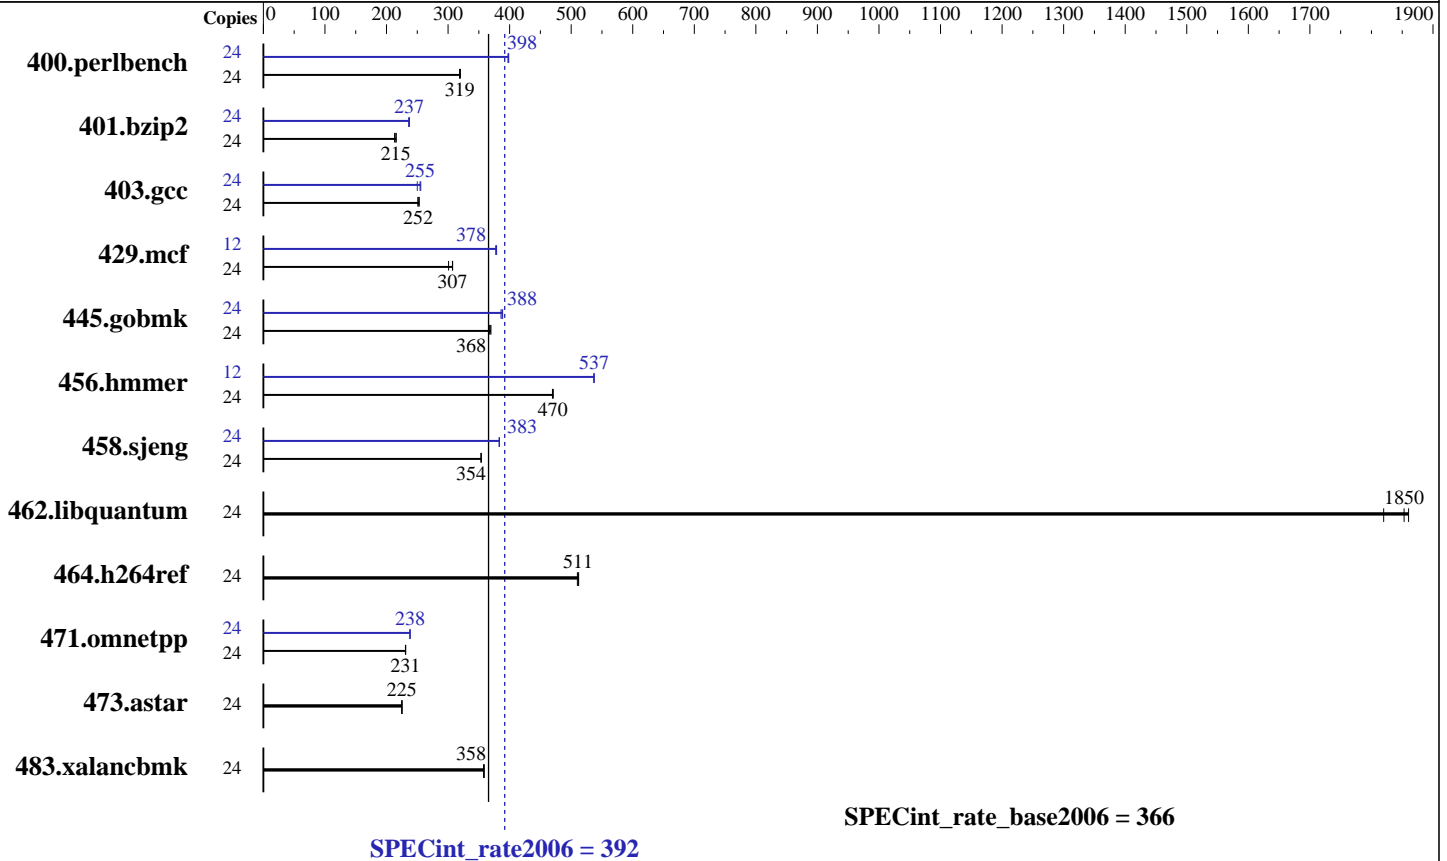 Copies 0 100 200 300 400 500 600 700 800 900 1000 1100 1200 1300 1400 1500 1600 1700 1900
400.perlbench 24 398
24 319
401.bzip2 24 237
24 215
403.gcc 24 255
24 252
429.mcf 12 378
24 307
445.gobmk 24 388
24 368
456.hmmer 12 537
24 470
458.sjeng 24 383
24 354
462.libquantum 24 1850
464.h264ref 24 511
471.omnetpp 24 238
24 231
473.astar 24 225
483.xalancbmk 24 358
SPECint_rate_base2006 = 366
SPECint_rate2006 = 392